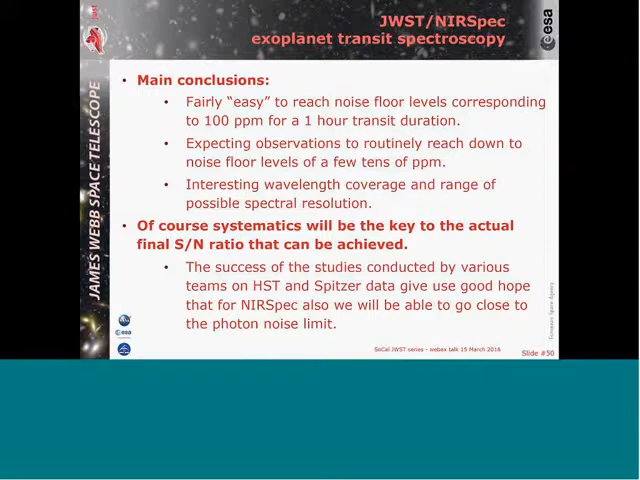 JWST/NIRSpec
exoplanet transit spectroscopy
esa
JAMES WEBB SPACE TELESCOPE
• Main conclusions:
• Fairly “easy” to reach noise floor levels corresponding
to 100 ppm for a 1 hour transit duration.
• Expecting observations to routinely reach down to
noise floor levels of a few tens of ppm.
• Interesting wavelength coverage and range of
possible spectral resolution.
• Of course systematics will be the key to the actual
final S/N ratio that can be achieved.
• The success of the studies conducted by various
teams on HST and Spitzer data give use good hope
that for NIRSpec also we will be able to go close to
the photon noise limit.
European Space Agency
esa
SoCal JWST series - webex talk 15 March 2016
Slide #50